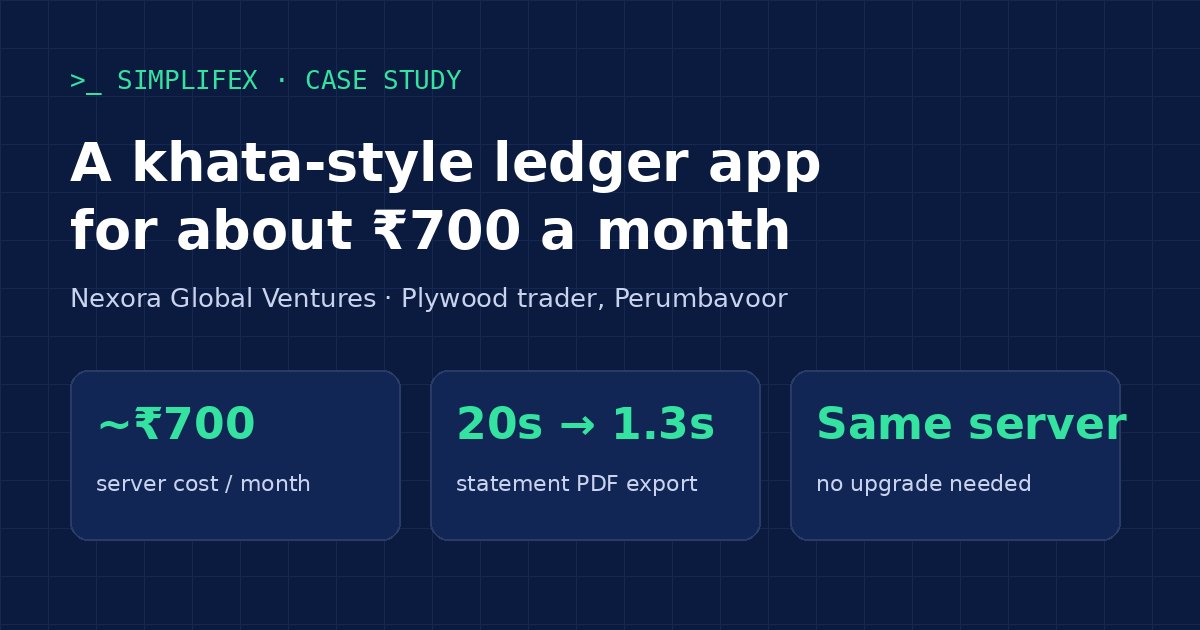 >_ SIMPLIFEX · CASE STUDY
A khata-style ledger app
for about ₹700 a month
Nexora Global Ventures · Plywood trader, Perumbavoor
~₹700
server cost / month
20s → 1.3s
statement PDF export
Same server
no upgrade needed